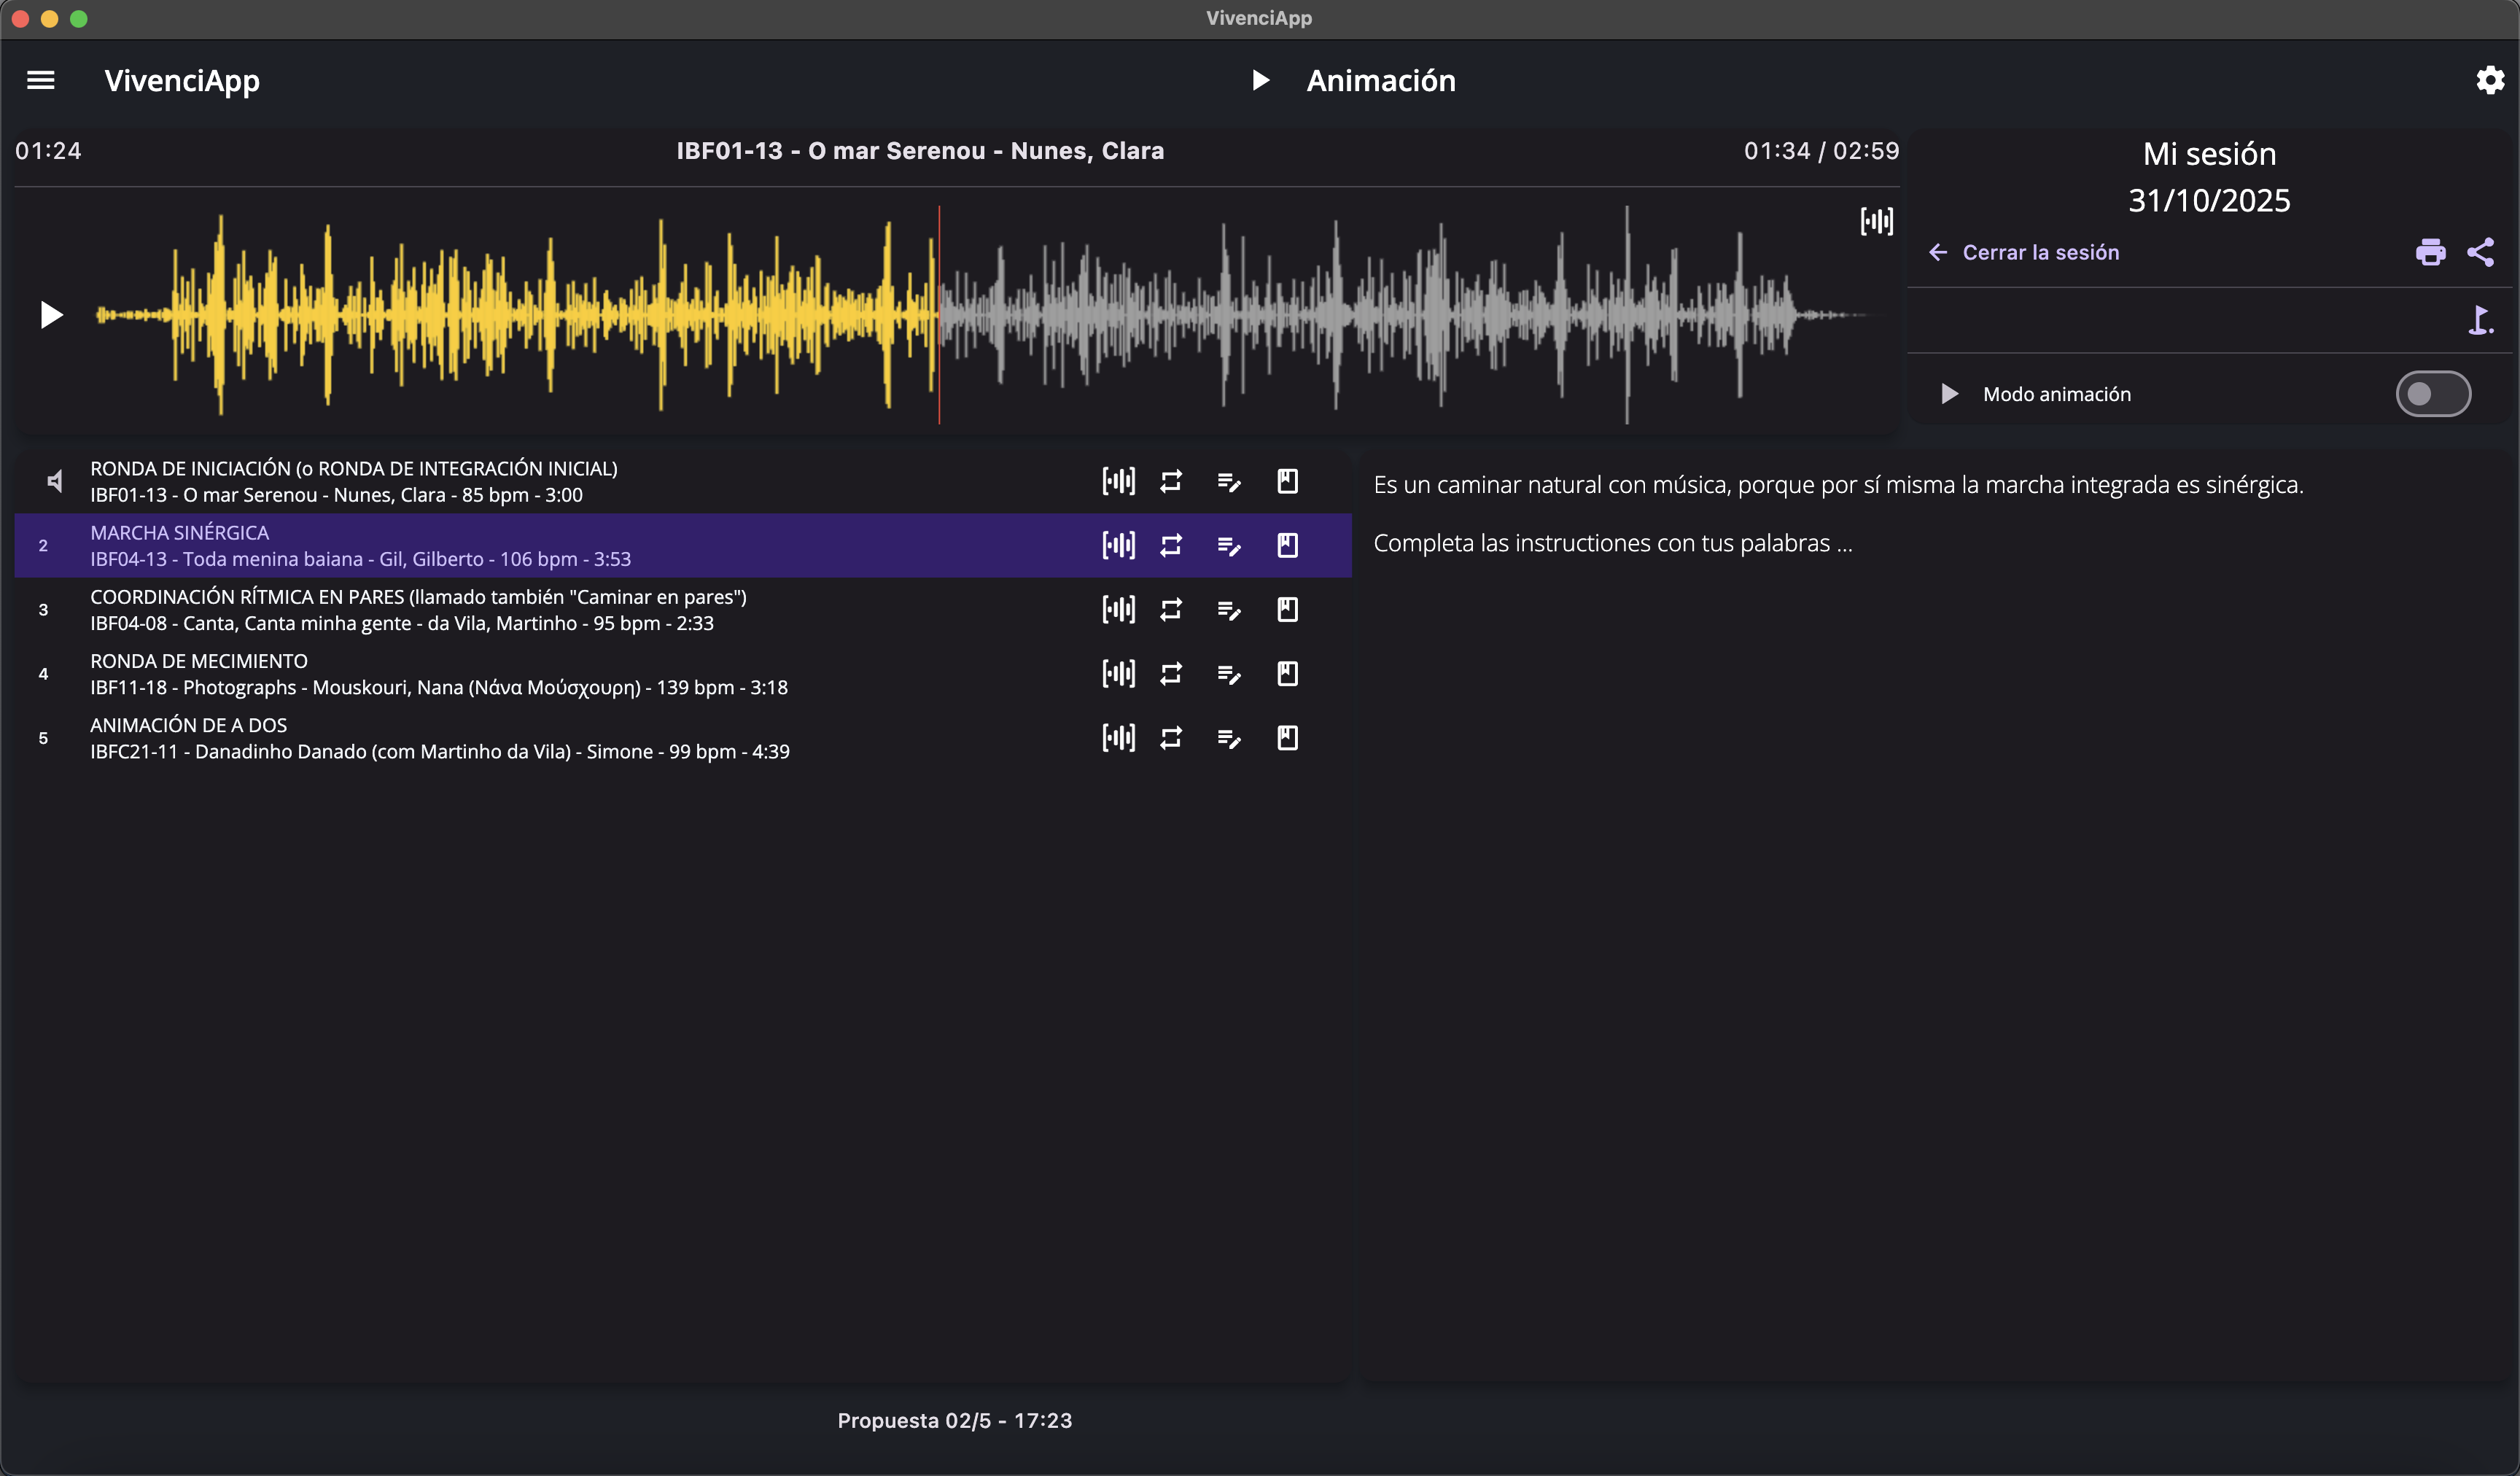 VivenciApp
VivenciApp
Animación
01:24
IBF01-13 - O mar Serenou - Nunes, Clara
01:34 / 02:59
Mi sesión
31/10/2025
Cerrar la sesión
Modo animación
RONDA DE INICIACIÓN (o RONDA DE INTEGRACIÓN INICIAL)
IBF01-13 - O mar Serenou - Nunes, Clara - 85 bpm - 3:00
2
MARCHA SINÉRGICA
IBF04-13 - Toda menina baiana - Gil, Gilberto - 106 bpm - 3:53
3
COORDINACIÓN RÍTMICA EN PARES (llamado también "Caminar en pares")
IBF04-08 - Canta, Canta minha gente - da Vila, Martinho - 95 bpm - 2:33
4
RONDA DE MECIMIENTO
IBF11-18 - Photographs - Mouskouri, Nana (Νάνα Μούσχουρη) - 139 bpm - 3:18
5
ANIMACIÓN DE A DOS
IBFC21-11 - Danadinho Danado (com Martinho da Vila) - Simone - 99 bpm - 4:39
Es un caminar natural con música, porque por sí misma la marcha integrada es sinérgica.
Completa las instructiones con tus palabras ...
Propuesta 02/5 - 17:23